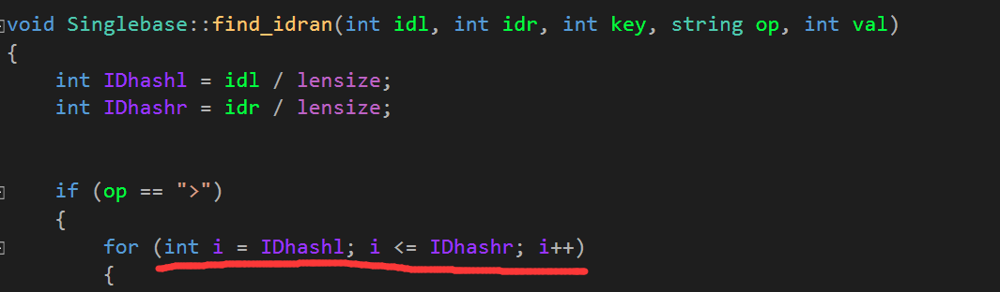 void Singlebase::find_idran(int idl, int idr, int key, string op, int val)
{
    int IDhashl = idl / lensize;
    int IDhashr = idr / lensize;
    if (op == ">")
    {
        for (int i = IDhashl; i <= IDhashr; i++)
        {